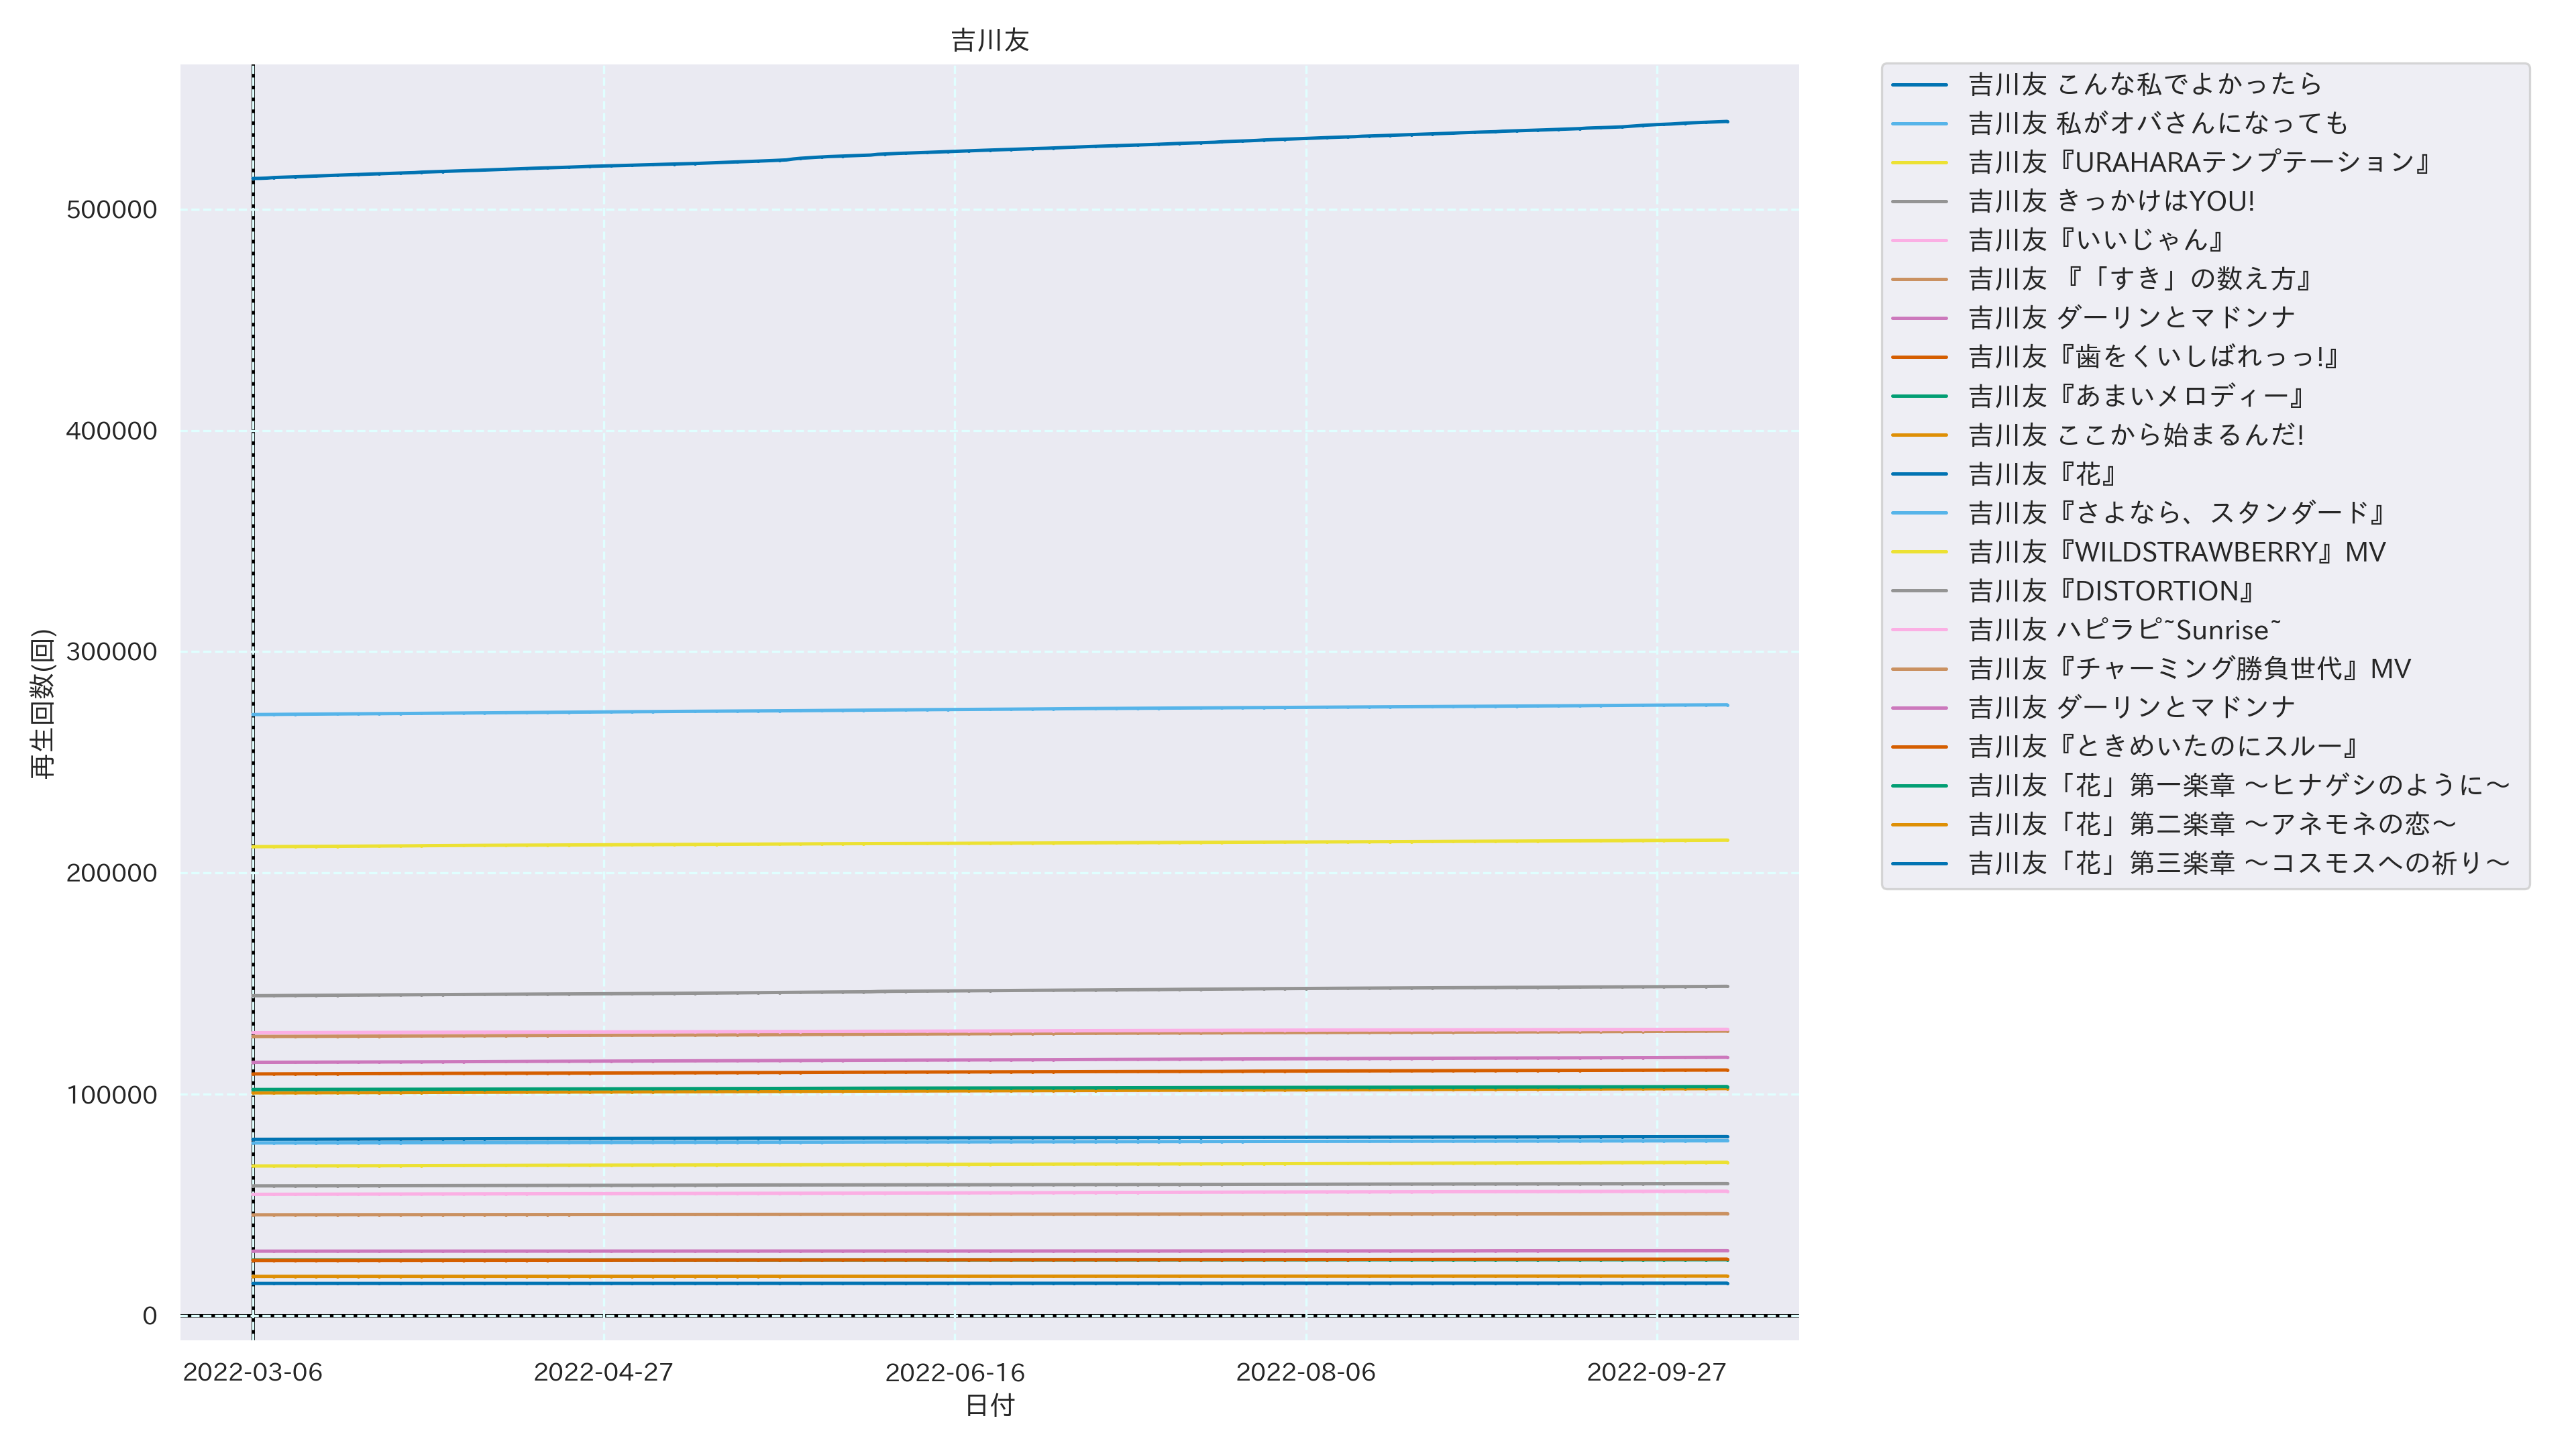 吉川友
500000
400000
300000
200000
100000
0
再生回数(回)
2022-03-06
2022-04-27
2022-06-16
2022-08-06
2022-09-27
日付
吉川友 こんな私でよかったら
吉川友 私がオバさんになっても
吉川友『URAHARAテンプテーション』
吉川友 きっかけはYOU!
吉川友『いいじゃん』
吉川友 『「すき」の数え方』
吉川友 ダーリンとマドンナ
吉川友『歯をくいしばれっっ!』
吉川友『あまいメロディー』
吉川友 ここから始まるんだ!
吉川友『花』
吉川友『さよなら、スタンダード』
吉川友『WILDSTRAWBERRY』MV
吉川友『DISTORTION』
吉川友 ハピラピ~Sunrise~
吉川友『チャーミング勝負世代』MV
吉川友 ダーリンとマドンナ
吉川友『ときめいたのにスルー』
吉川友「花」第一楽章 〜ヒナゲシのように〜
吉川友「花」第二楽章 〜アネモネの恋〜
吉川友「花」第三楽章 〜コスモスへの祈り〜